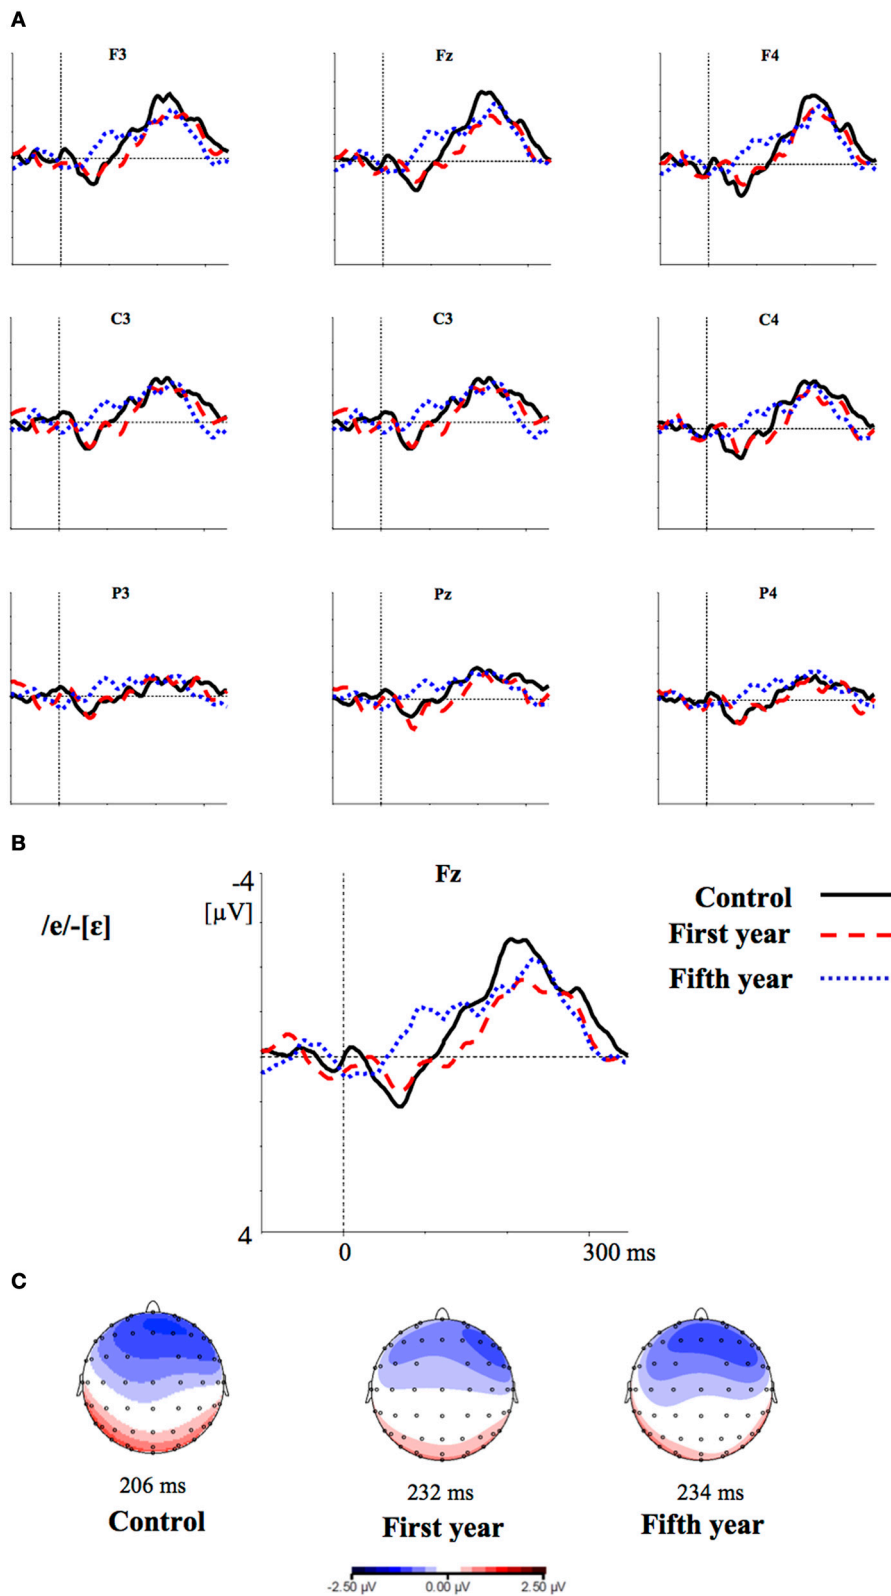 A
F3 Fz F4
C3 C3 C4
P3 Pz P4
B
Fz
-4
[µV]
/e/-[ε]
Control
First year
Fifth year
4
0 300 ms
C
206 ms 232 ms 234 ms
Control First year Fifth year
-2.50 µV 0.00 µV 2.50 µV